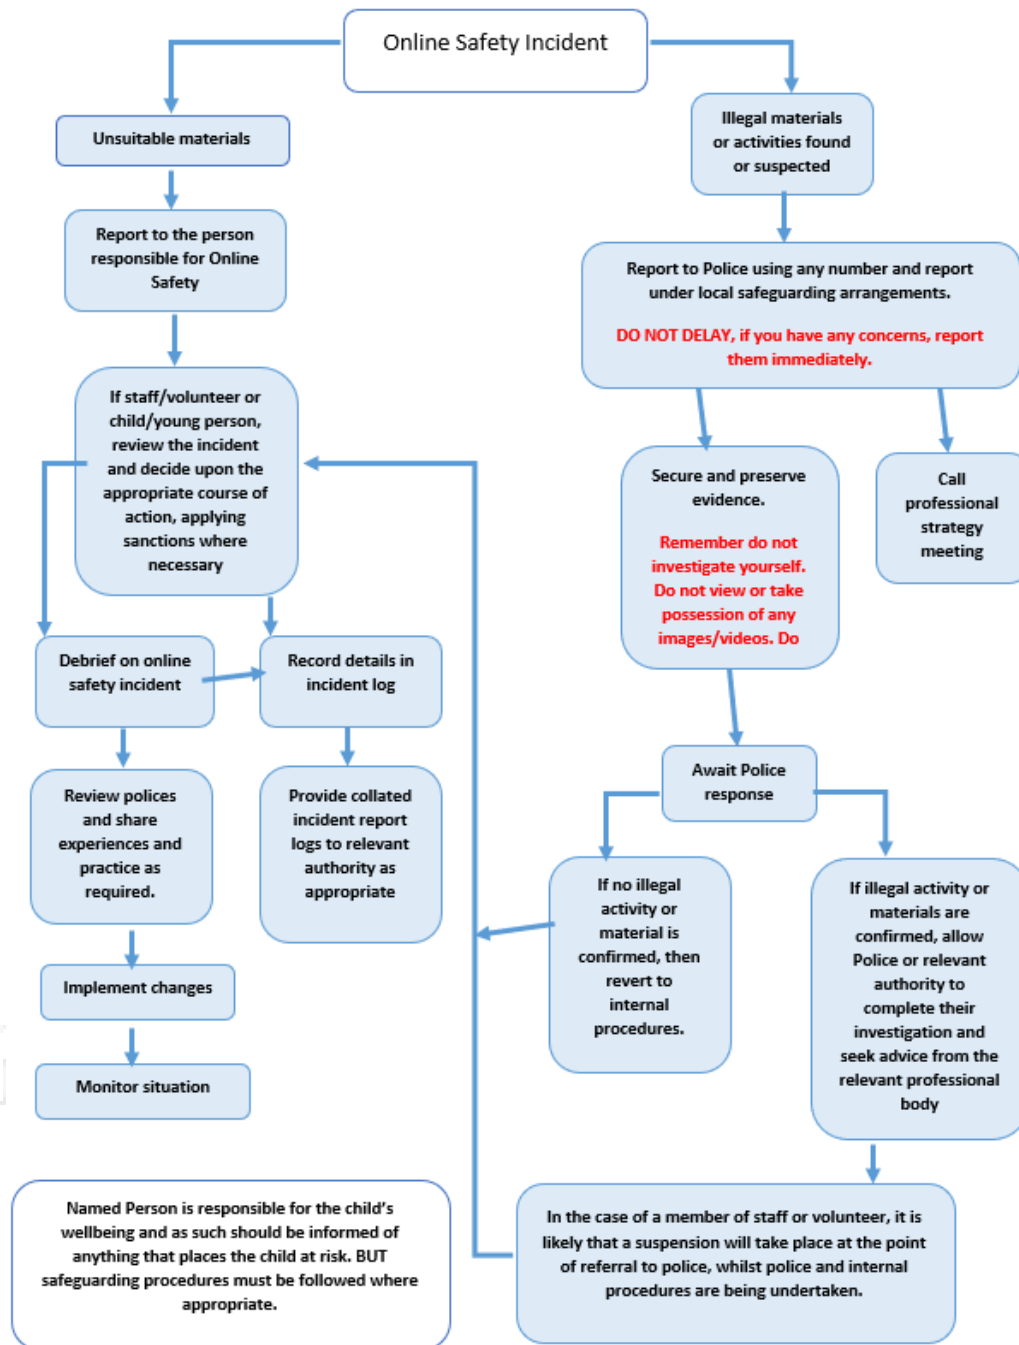 Online Safety Incident
Unsuitable materials
Illegal materials
or activities found
or suspected
Report to the person
responsible for Online
Safety
Report to Police using any number and report
under local safeguarding arrangements.
DO NOT DELAY, if you have any concerns, report
them immediately.
If staff/volunteer or
child/young person,
review the incident
and decide upon the
appropriate course of
action, applying
sanctions where
necessary
Secure and preserve
evidence.
Remember do not
investigate yourself.
Do not view or take
possession of any
images/videos. Do
Call
professional
strategy
meeting
Debrief on online
safety incident
Record details in
incident log
Review polices
and share
experiences and
practice as
required.
Provide collated
incident report
logs to relevant
authority as
appropriate
Await Police
response
If no illegal
activity or
material is
confirmed, then
revert to
internal
procedures.
If illegal activity or
materials are
confirmed, allow
Police or relevant
authority to
complete their
investigation and
seek advice from the
relevant professional
body
Implement changes
Monitor situation
Named Person is responsible for the child's
wellbeing and as such should be informed of
anything that places the child at risk. BUT
safeguarding procedures must be followed where
appropriate.
In the case of a member of staff or volunteer, it is
likely that a suspension will take place at the point
of referral to police, whilst police and internal
procedures are being undertaken.